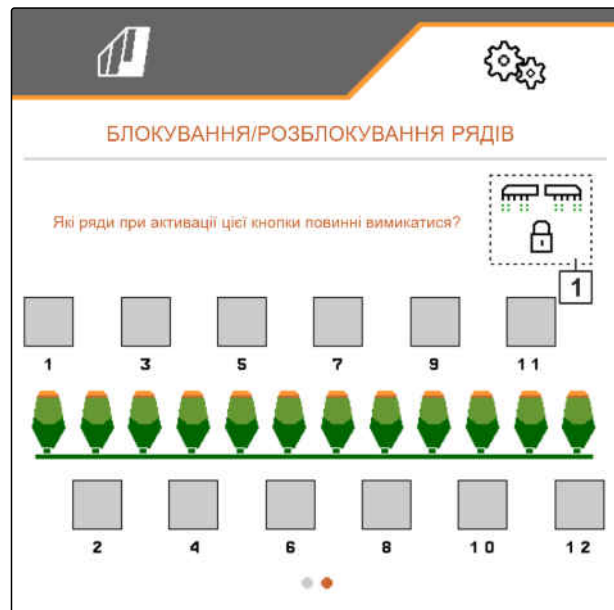 БЛОКУВАННЯ/РОЗБЛОКУВАННЯ РЯДІВ
Які ряди при активації цієї кнопки повинні вимикатися?
1
1 3 5 7 9 11
2 4 6 8 10 12